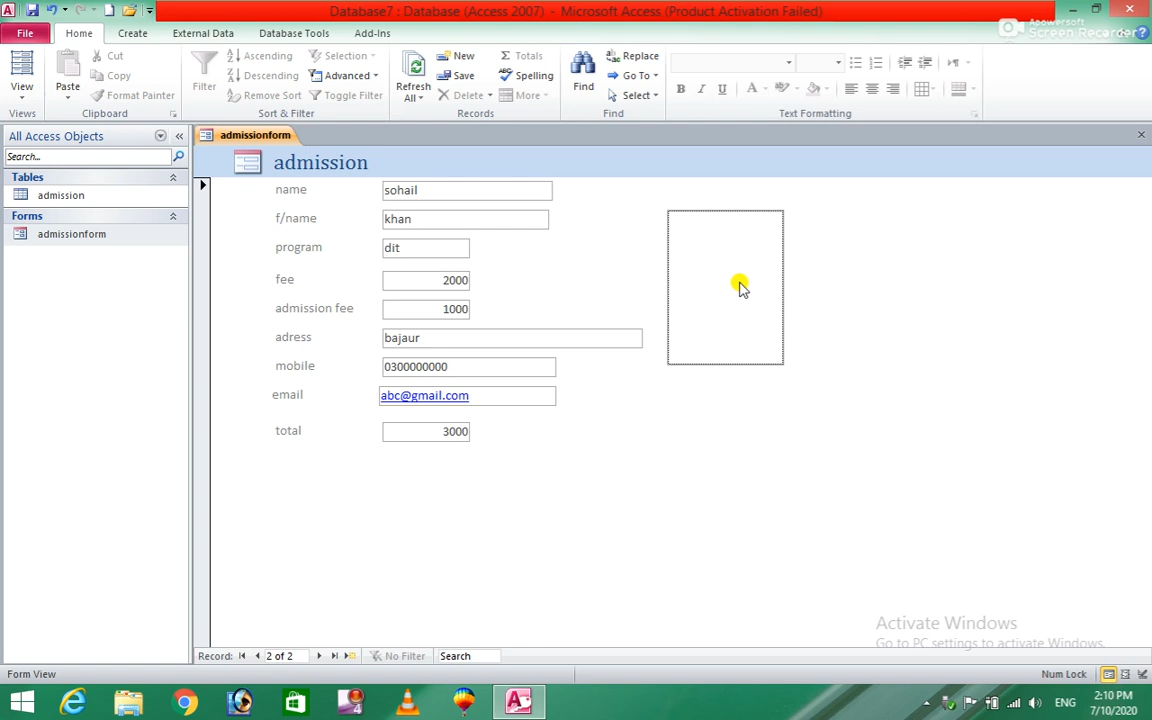 Database7 : Database (Access 2007) - Microsoft Access (Product Activation Failed)
Apowersoft
Screen Recorder
File Home Create External Data Database Tools Add-Ins
View
Views
Paste
Cut
Copy
Format Painter
Clipboard
Filter
Ascending
Descending
Remove Sort
Selection
Advanced
Toggle Filter
Sort & Filter
Refresh
All
New
Save
Delete
Totals
Spelling
More
Records
Find
Replace
Go To
Select
Find
B I U A
Text Formatting
All Access Objects
Search...
Tables
admission
Forms
admissionform
admissionform
admission
name sohail
f/name khan
program dit
fee 2000
admission fee 1000
adress bajaur
mobile 0300000000
email abc@gmail.com
total 3000
Activate Windows
Go to PC settings to activate Windows.
Record: 2 of 2 No Filter Search
Form View Num Lock
ENG
2:10 PM
7/10/2020